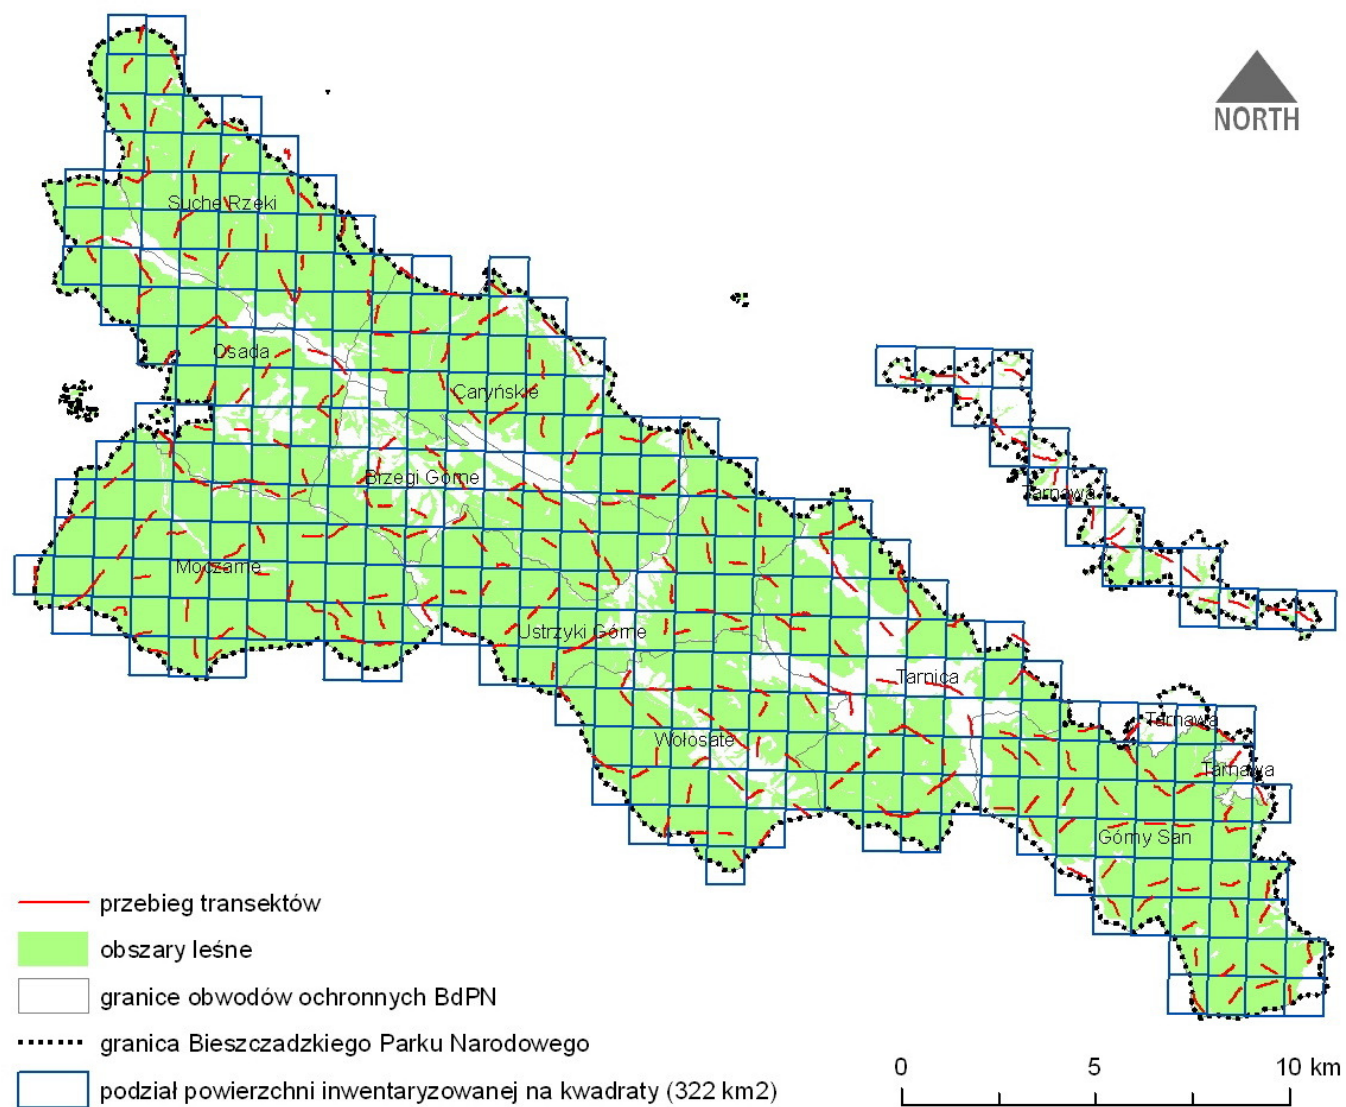 NORTH
Suche Rzeki
Osada
Caryńskie
Brzegi Górne
Tarnawa
Moczarne
Ustrzyki Górne
Tarnica
Tarnawa
Wołosate
Tarnawa
Górny San
przebieg transektów
obszary leśne
granice obwodów ochronnych BdPN
granica Bieszczadzkiego Parku Narodowego
podział powierzchni inwentaryzowanej na kwadraty (322 km2)
0 5 10 km